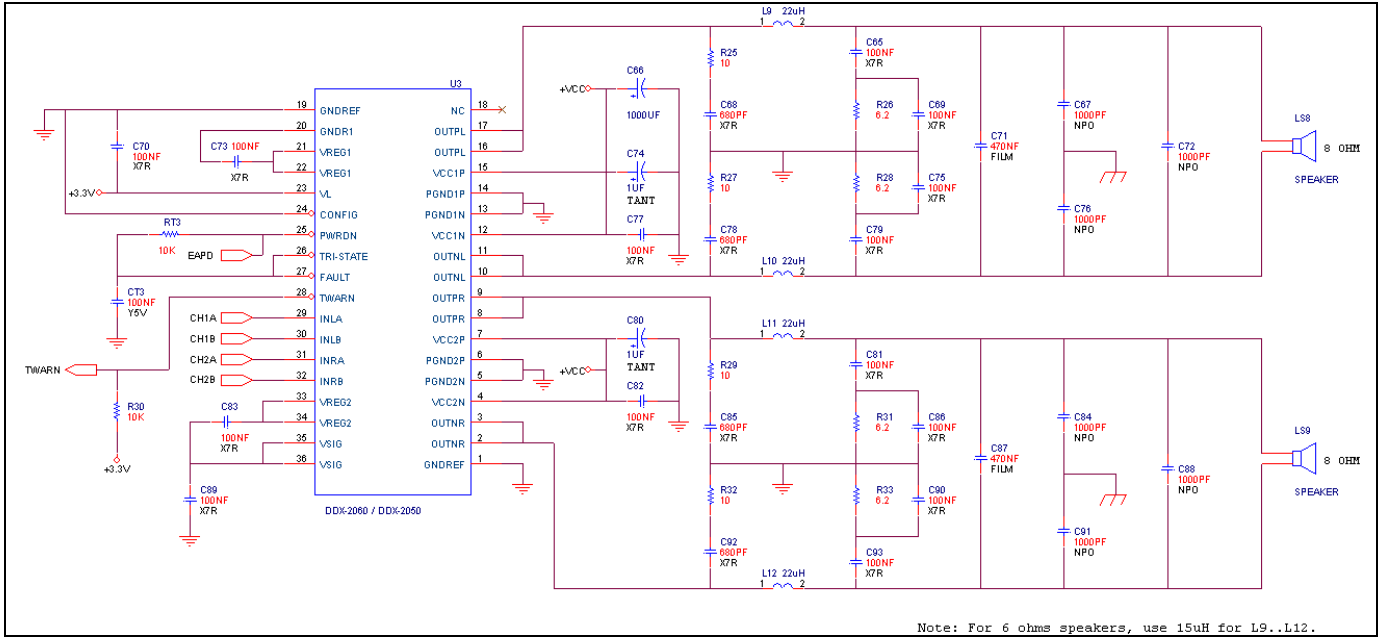 L9 22uH
1 2
C65
100NF
X7R
R25
10
C66
+VCC
1000UF
U3
19 GNDREF
NC 18
20 GNDR1
OUTPL 17
21 VREG1
OUTPL 16
22 VREG1
VCC1P 15
23 VL
PGND1P 14
24 CONFIG
PGND1N 13
25 PWRDN
VCC1N 12
26 TRI-STATE
OUTNL 11
27 FAULT
OUTNL 10
28 TWARN
OUTPR 9
29 INLA
OUTPR 8
30 INLB
VCC2P 7
31 INRA
PGND2P 6
32 INRB
PGND2N 5
33 VREG2
VCC2N 4
34 VREG2
OUTNR 3
35 VSIG
OUTNR 2
36 VSIG
GNDREF 1
DDX-2060 / DDX-2050
C70
100NF
X7R
C73 100NF
X7R
+3.3V
RT3
10K
EAPD
CT3
100NF
Y5V
CH1A
CH1B
CH2A
CH2B
TWARN
R30
10K
+3.3V
C83
100NF
X7R
C89
100NF
X7R
C74
1UF
TANT
C77
100NF
X7R
C68
680PF
X7R
R26
6.2
C69
100NF
X7R
R27
10
R28
6.2
C75
100NF
X7R
C78
680PF
X7R
C79
100NF
X7R
C71
470NF
FILM
C67
1000PF
NPO
C76
1000PF
NPO
C72
1000PF
NPO
LS8
8 OHM
SPEAKER
L10 22uH
1 2
L11 22uH
1 2
C80
1UF
TANT
+VCC
C82
100NF
X7R
R29
10
C81
100NF
X7R
C85
680PF
X7R
R31
6.2
C86
100NF
X7R
R32
10
R33
6.2
C90
100NF
X7R
C92
680PF
X7R
C93
100NF
X7R
C87
470NF
FILM
C84
1000PF
NPO
C91
1000PF
NPO
C88
1000PF
NPO
LS9
8 OHM
SPEAKER
L12 22uH
1 2
Note: For 6 ohms speakers, use 15uH for L9..L12.